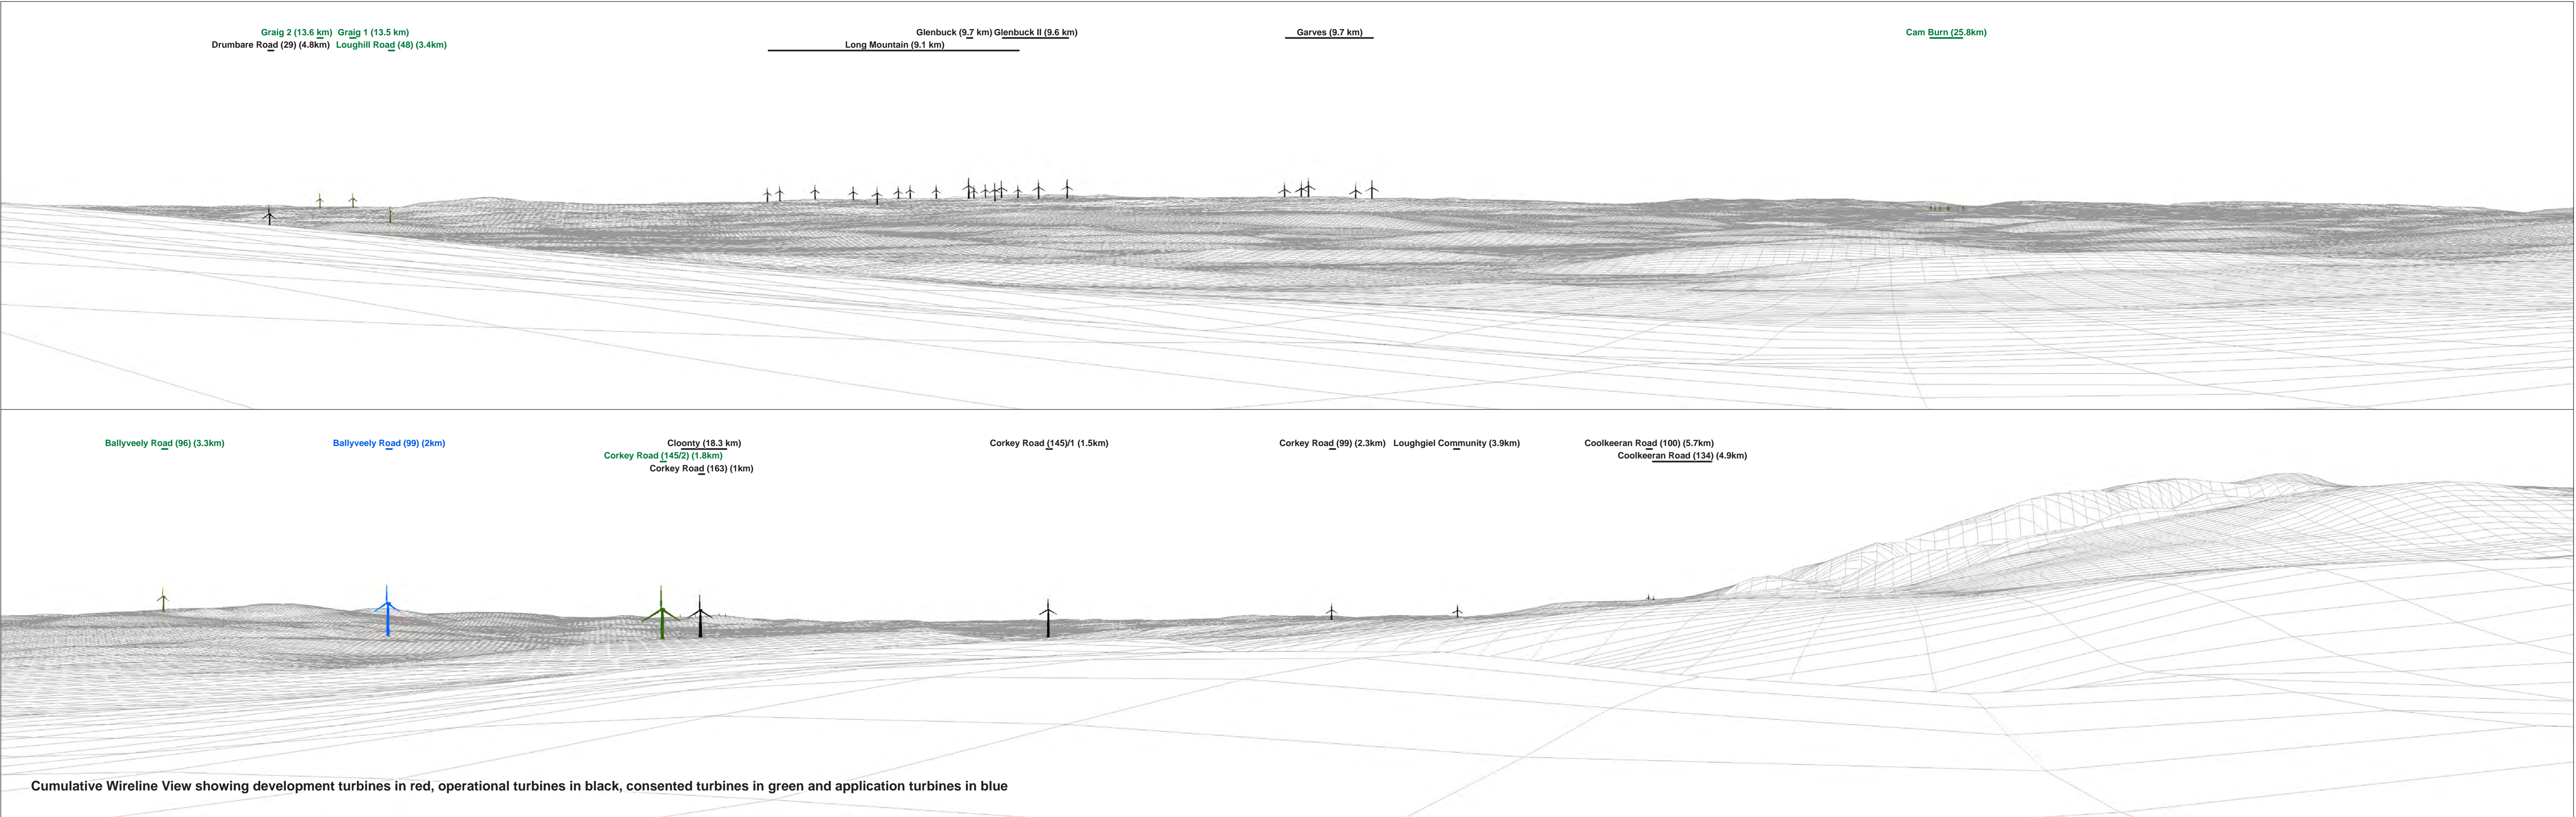 Graig 2 (13.6 km) Graig 1 (13.5 km)
Glenbuck (9.7 km) Glenbuck II (9.6 km)
Garves (9.7 km)
Cam Burn (25.8km)
Drumbare Road (29) (4.8km) Loughill Road (48) (3.4km)
Long Mountain (9.1 km)
Ballyveely Road (96) (3.3km)
Ballyveely Road (99) (2km)
Cloonty (18.3 km)
Corkey Road (145)/1 (1.5km)
Corkey Road (99) (2.3km) Loughgiel Community (3.9km)
Coolkeeran Road (100) (5.7km)
Corkey Road (145/2) (1.8km)
Coolkeeran Road (134) (4.9km)
Corkey Road (163) (1km)
Cumulative Wireline View showing development turbines in red, operational turbines in black, consented turbines in green and application turbines in blue